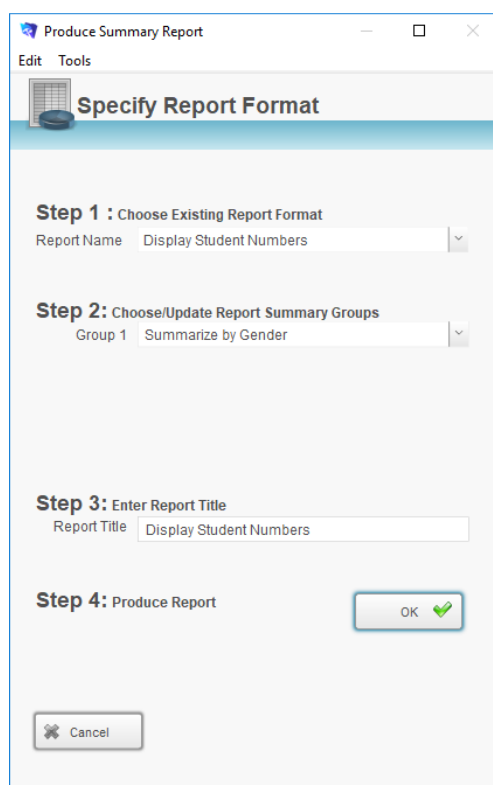 Produce Summary Report
Edit Tools
Specify Report Format
Step 1 : Choose Existing Report Format
Report Name Display Student Numbers
Step 2: Choose/Update Report Summary Groups
Group 1 Summarize by Gender
Step 3: Enter Report Title
Report Title Display Student Numbers
Step 4: Produce Report
OK
Cancel